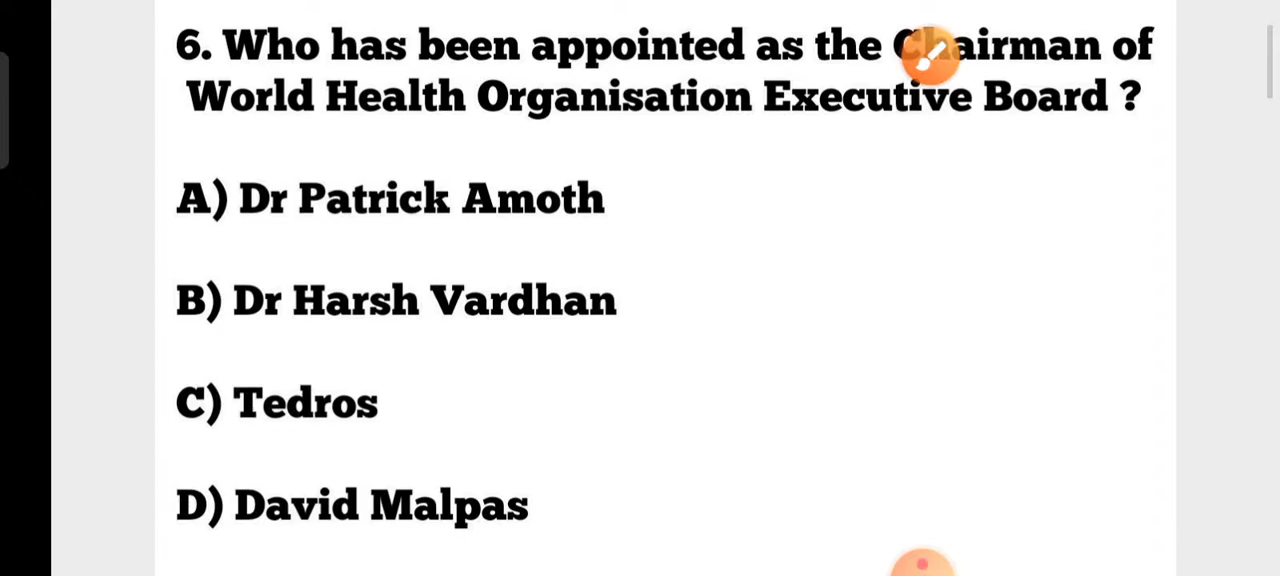 6. Who has been appointed as the Chairman of
World Health Organisation Executive Board ?
A) Dr Patrick Amoth
B) Dr Harsh Vardhan
C) Tedros
D) David Malpas